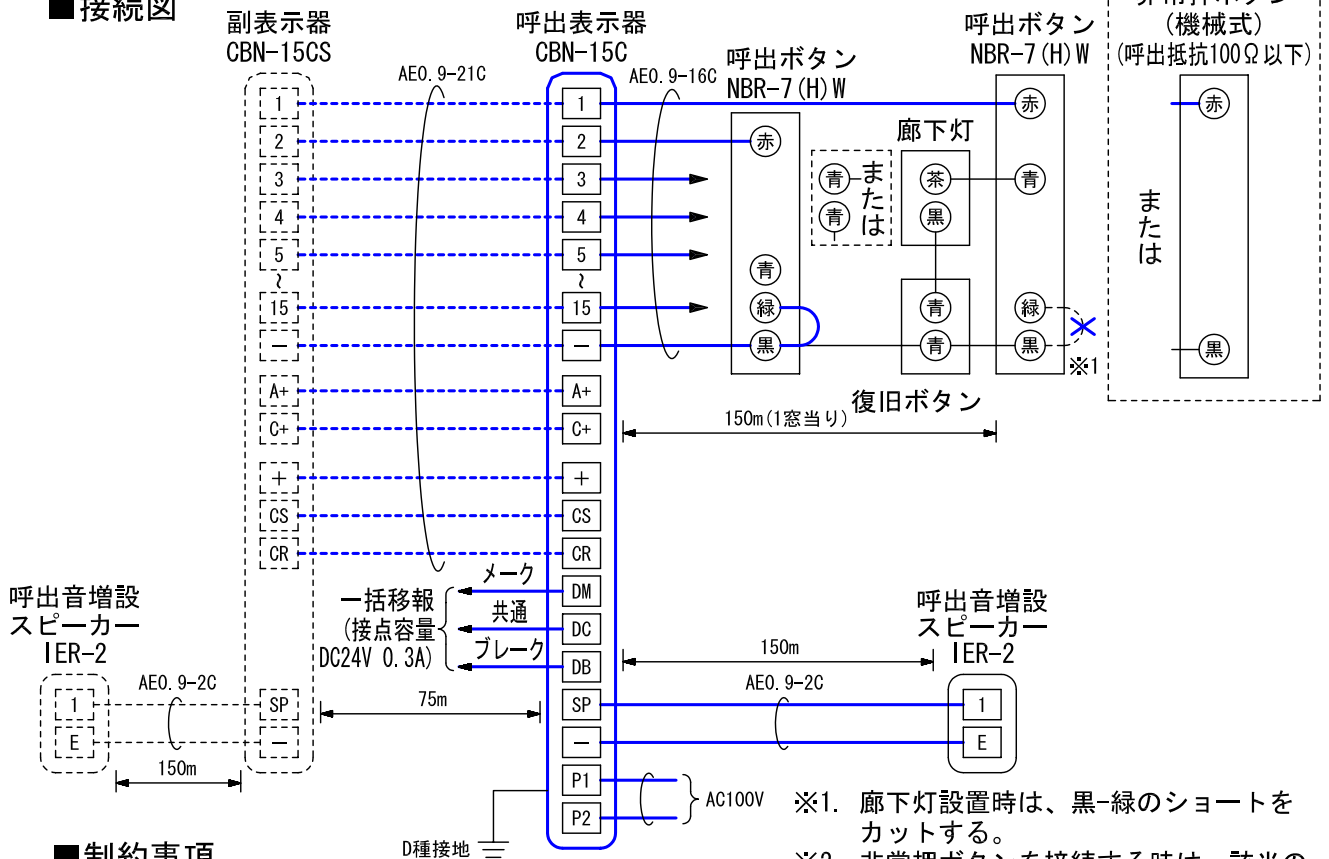 ■接続図
副表示器
CBN-15CS
呼出表示器
CBN-15C
呼出ボタン
NBR-7(H)W
呼出ボタン
NBR-7(H)W
(機械式)
(呼出抵抗100Ω以下)
AE0.9-21C
AE0.9-16C
廊下灯
1
2
3
4
5
~
15
—
A+
C+
+
CS
CR
SP
—
1
2
3
4
5
~
15
—
A+
C+
+
CS
CR
DM
DC
DB
SP
—
P1
P2
赤
青
緑
黒
青
青
または
茶
黒
青
青
復旧ボタン
赤
青
緑
黒
※1
赤
または
黒
150m(1窓当り)
一括移報
(接点容量
DC24V 0.3A)
メーク
共通
ブレーク
呼出音増設
スピーカー
IER-2
1
E
AE0.9-2C
150m
75m
150m
AE0.9-2C
呼出音増設
スピーカー
IER-2
1
E
AC100V
D種接地
※1. 廊下灯設置時は、黒-緑のショートを
カットする。